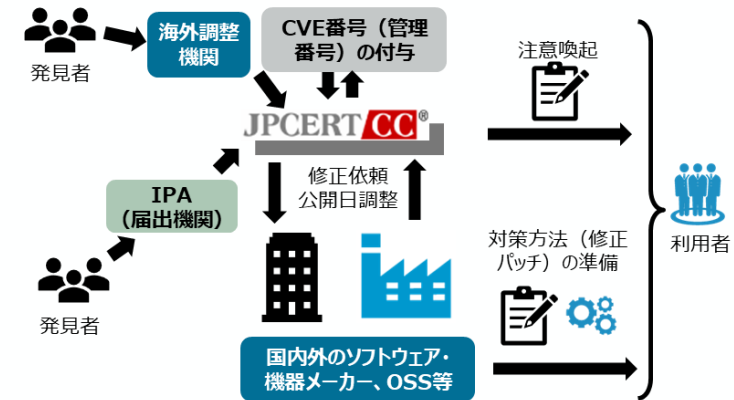 発見者
海外調整
機関
CVE番号（管理
番号）の付与
注意喚起
JPCERT CC®
修正依頼
公開日調整
IPA
（届出機関）
発見者
対策方法（修正
パッチ）の準備
利用者
国内外のソフトウェア・
機器メーカー、OSS等